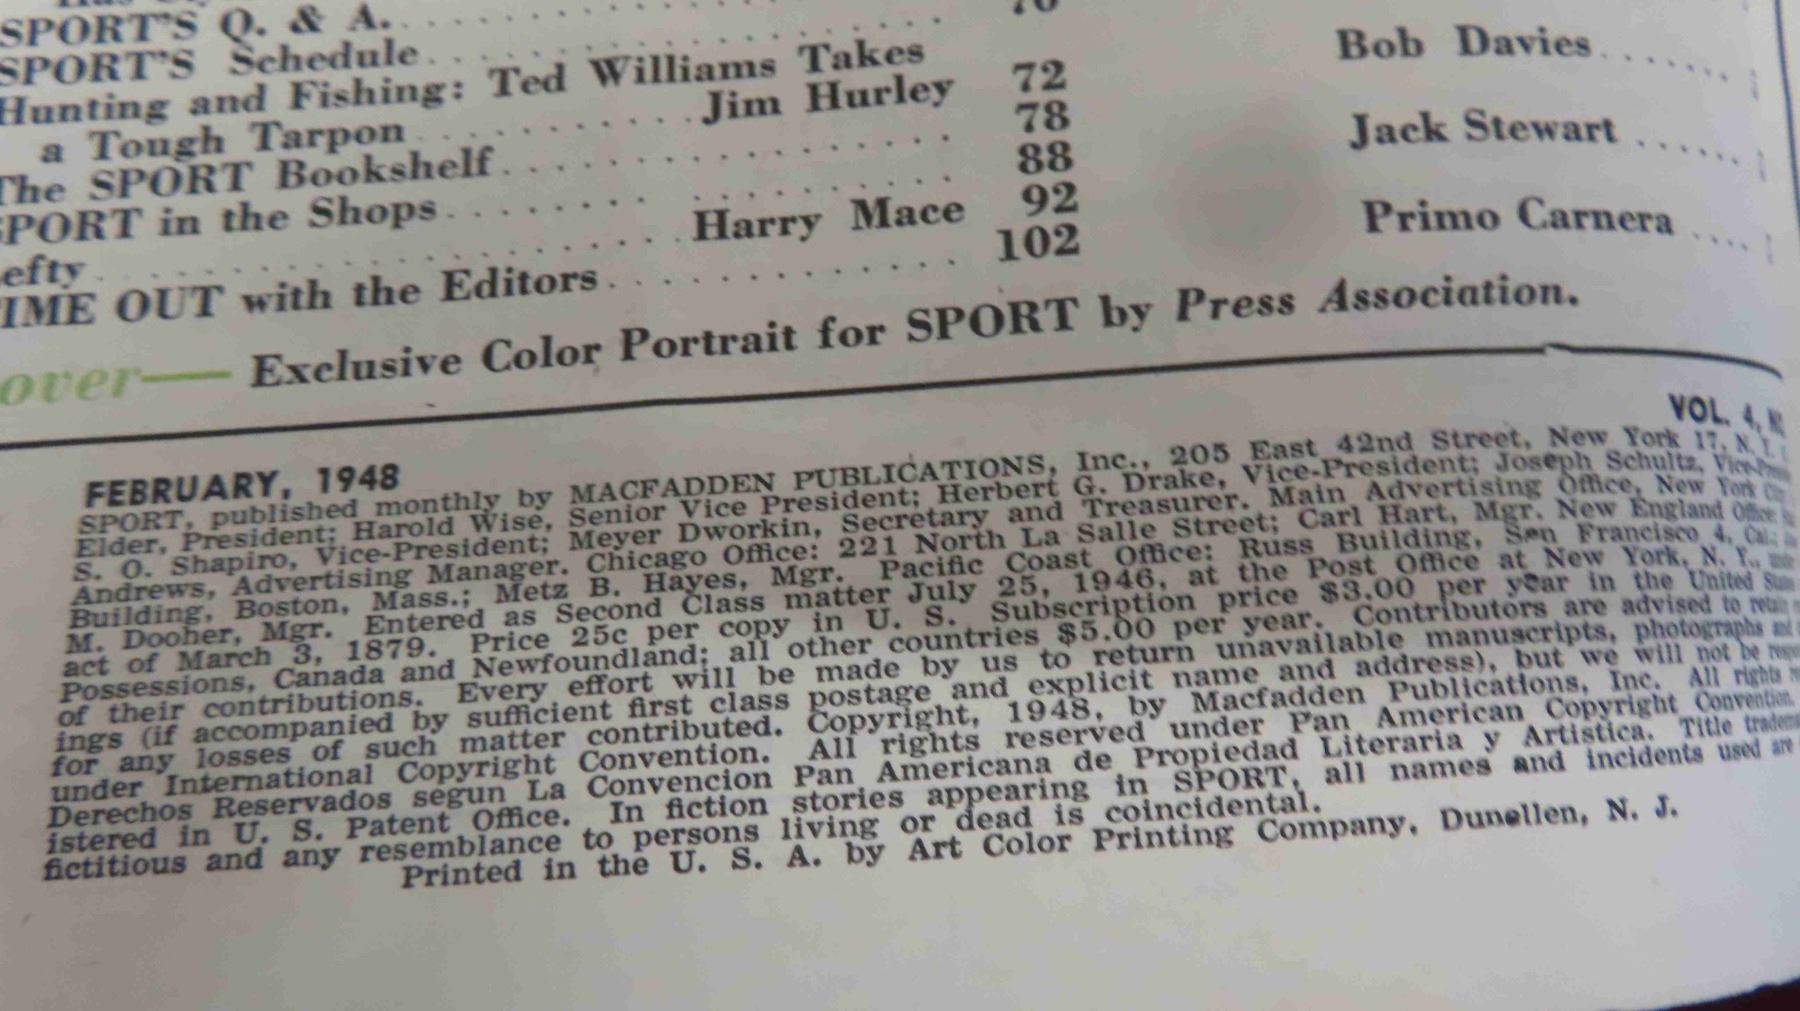 SPORT'S Q. & A.
SPORT'S Schedule
Hunting and Fishing: Ted Williams Takes
a Tough Tarpon Jim Hurley 72
The SPORT Bookshelf 78
SPORT in the Shops 88
efty Harry Mace 92
TIME OUT with the Editors 102
over— Exclusive Color Portrait for SPORT by Press Association.
Bob Davies
Jack Stewart
Primo Carnera
VOL. 4,
FEBRUARY, 1948
SPORT, published monthly by MACFADDEN PUBLICATIONS, Inc., 205 East 42nd Street, New York 17, N. Y.
Elder, President; Harold Wise, Senior Vice President; Herbert G. Drake, Vice-President; Joseph Schultz, Vice-Presi
S. O. Shapiro, Vice-President; Meyer Dworkin, Secretary and Treasurer. Main Advertising Office, New York City
Andrews, Advertising Manager. Chicago Office: 221 North La Salle Street; Carl Hart, Mgr. New England Office
Building, Boston, Mass.; Metz B. Hayes, Mgr. Pacific Coast Office: Russ Building, San Francisco 4, Cal.;
M. Dooher, Mgr. Entered as Second Class matter July 25, 1946, at the Post Office at New York, N. Y., under
act of March 3, 1879. Price 25c per copy in U. S. Subscription price $3.00 per year in the United States
Possessions, Canada and Newfoundland; all other countries $5.00 per year. Contributors are advised to retain
of their contributions. Every effort will be made by us to return unavailable manuscripts, photographs and
ings (if accompanied by sufficient first class postage and explicit name and address), but we will not be
for any losses of such matter contributed. Copyright, 1948, by Macfadden Publications, Inc. All rights
under International Copyright Convention. All rights reserved under Pan American Copyright Convention.
Derechos Reservados segun La Convencion Pan Americana de Propiedad Literaria y Artistica. Title
istered in U. S. Patent Office. In fiction stories appearing in SPORT, all names and incidents used are
fictitious and any resemblance to persons living or dead is coincidental.
Printed in the U. S. A. by Art Color Printing Company, Dunellen, N. J.